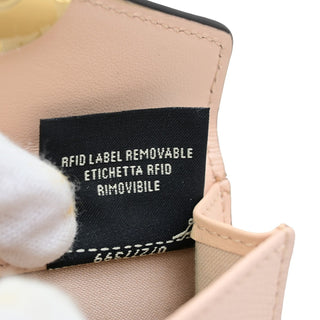 RFID LABEL REMOVABLE
ETICHETTA RFID
RIMOVIBILE